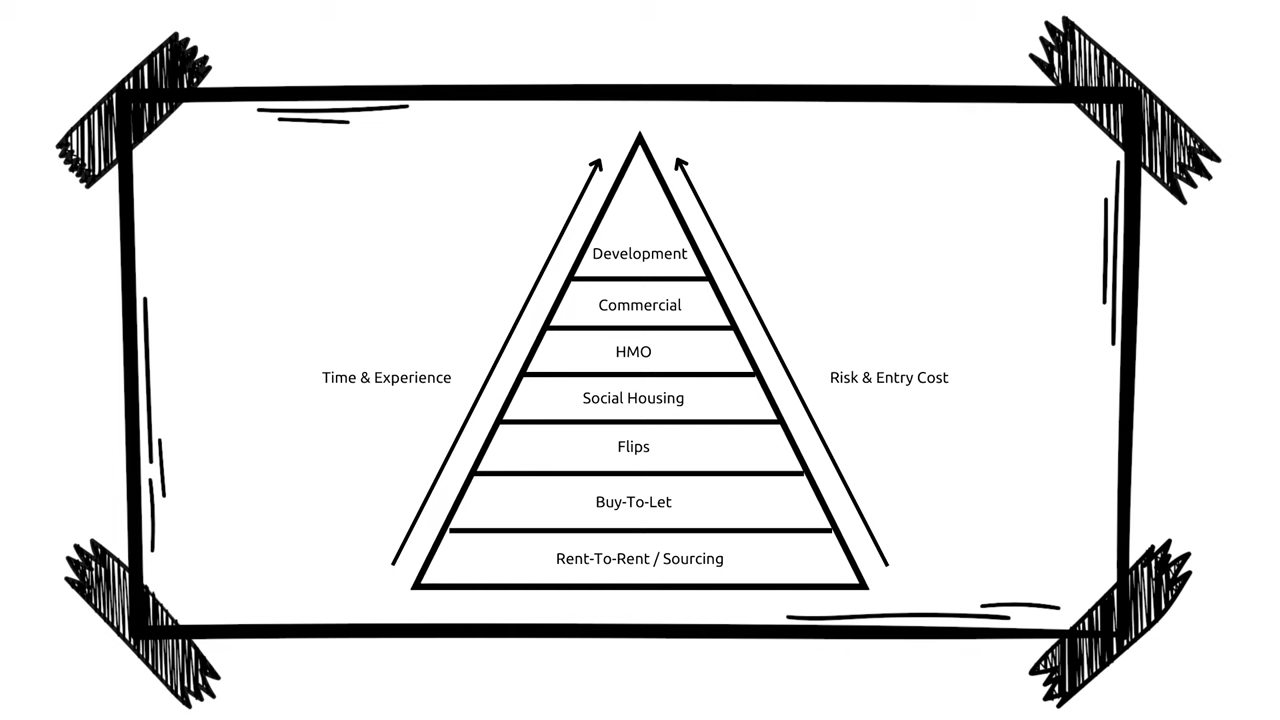 Development
Commercial
HMO
Time & Experience
Risk & Entry Cost
Social Housing
Flips
Buy-To-Let
Rent-To-Rent / Sourcing